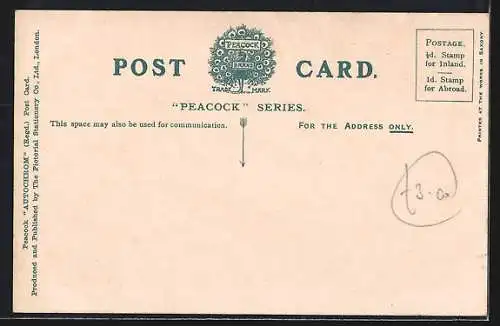 POST CARD.
PEACOCK
BRAND
TRADE MARK
"PEACOCK" SERIES.
This space may also be used for communication.
FOR THE ADDRESS ONLY.
POSTAGE.
½d. Stamp
for Inland.
1d. Stamp
for Abroad.
PRINTED AT THE WORKS IN SAXONY.
Peacock "AUTOCHROM" (Regd.) Post Card.
Produced and Published by The Pictorial Stationery Co., Ltd., London.